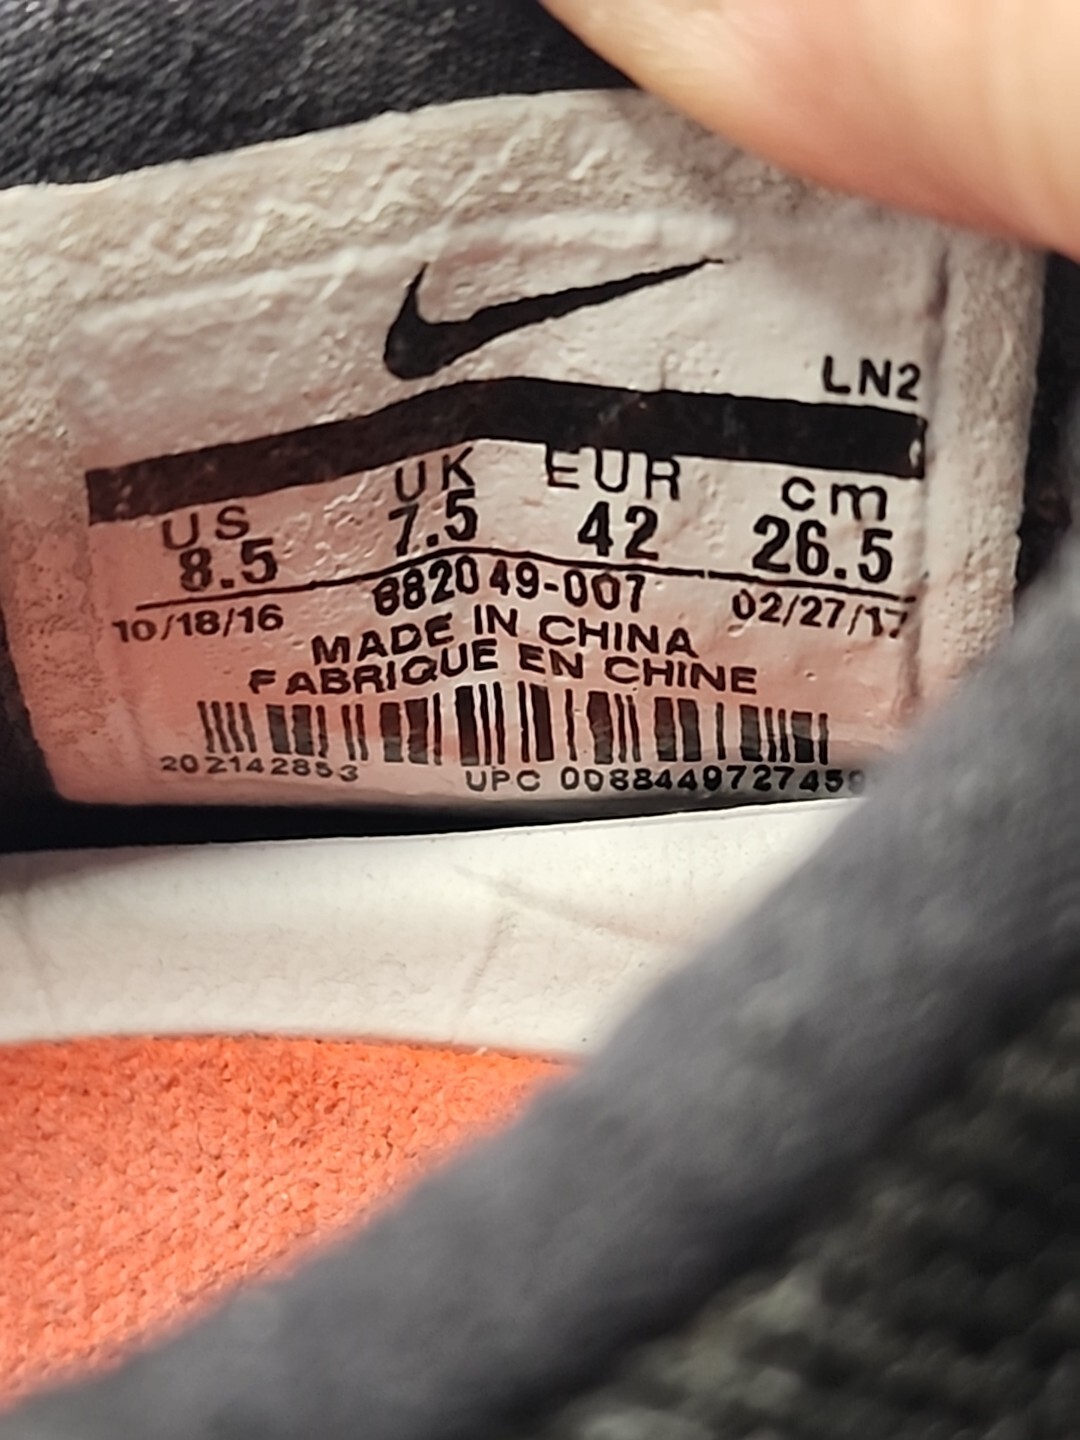 LN2
US UK EUR cm
8.5 7.5 42 26.5
10/18/16 882049-007 02/27/17
MADE IN CHINA
FABRIQUE EN CHINE
202142853 UPC 0088449727459